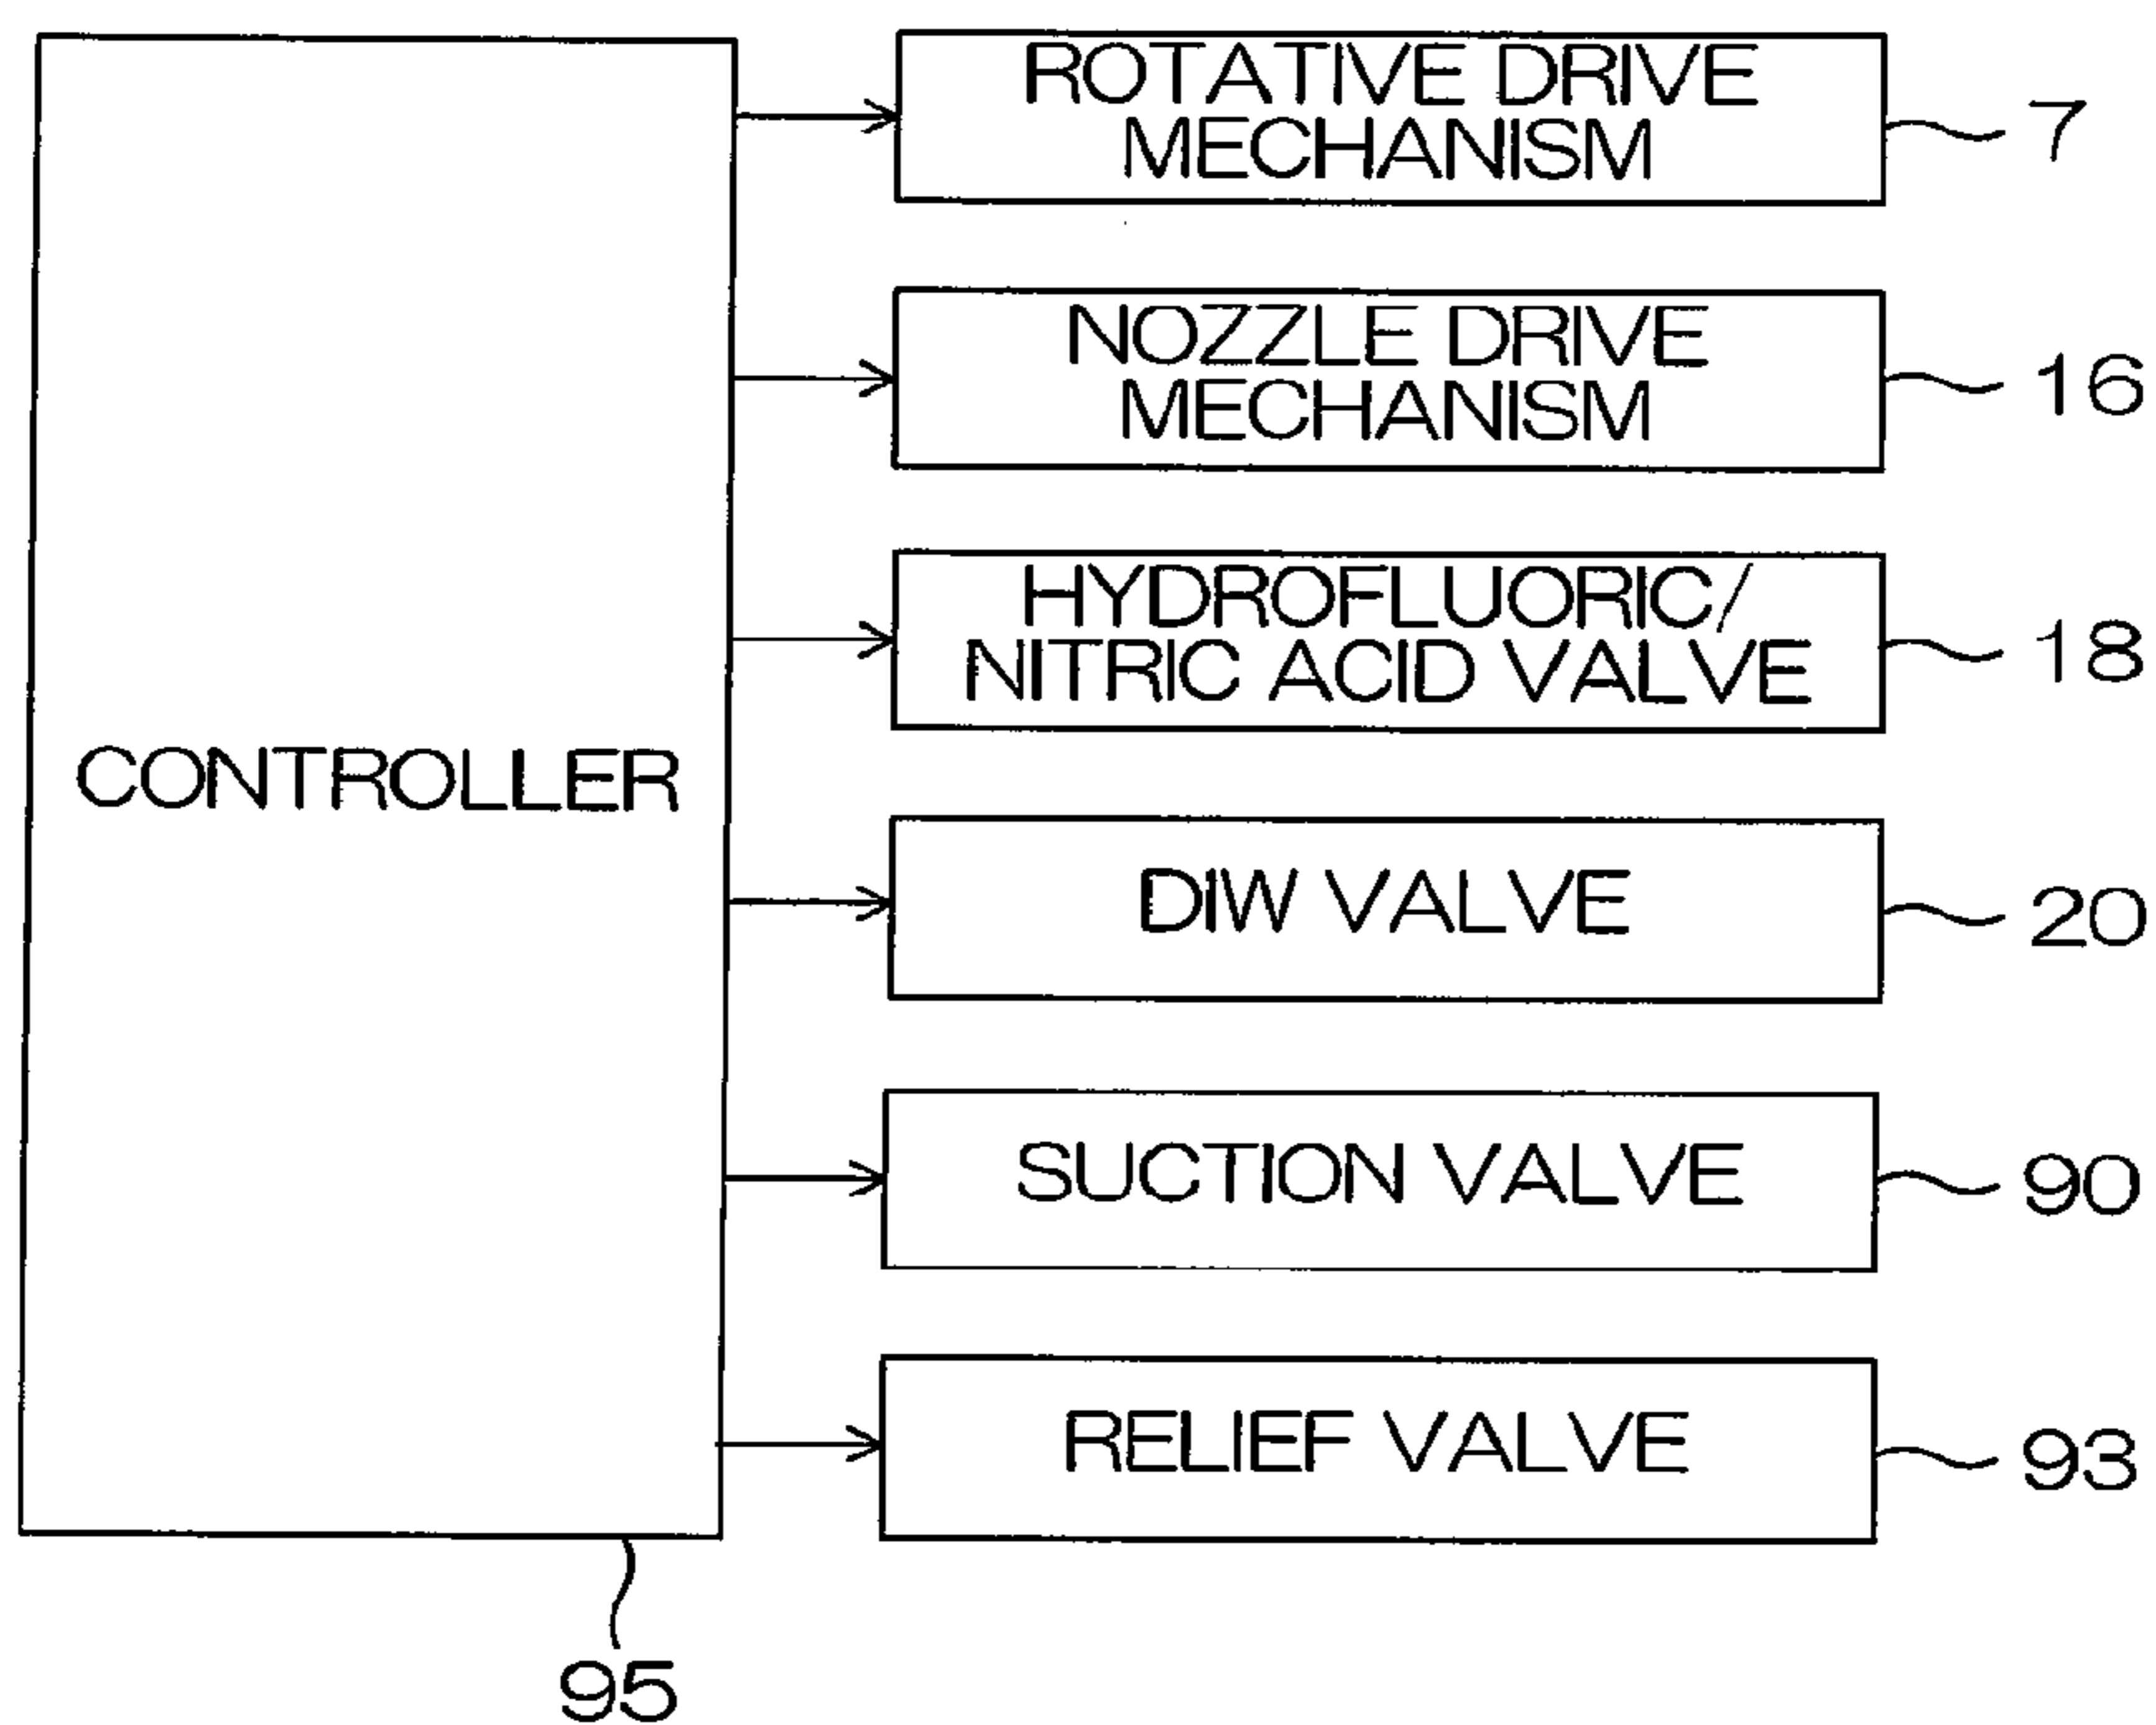 ROTATIVE DRIVE
MECHANISM
7
NOZZLE DRIVE
MECHANISM
16
HYDROFLUORIC/
NITRIC ACID VALVE
18
CONTROLLER
DIW VALVE
20
SUCTION VALVE
90
RELIEF VALVE
93
95